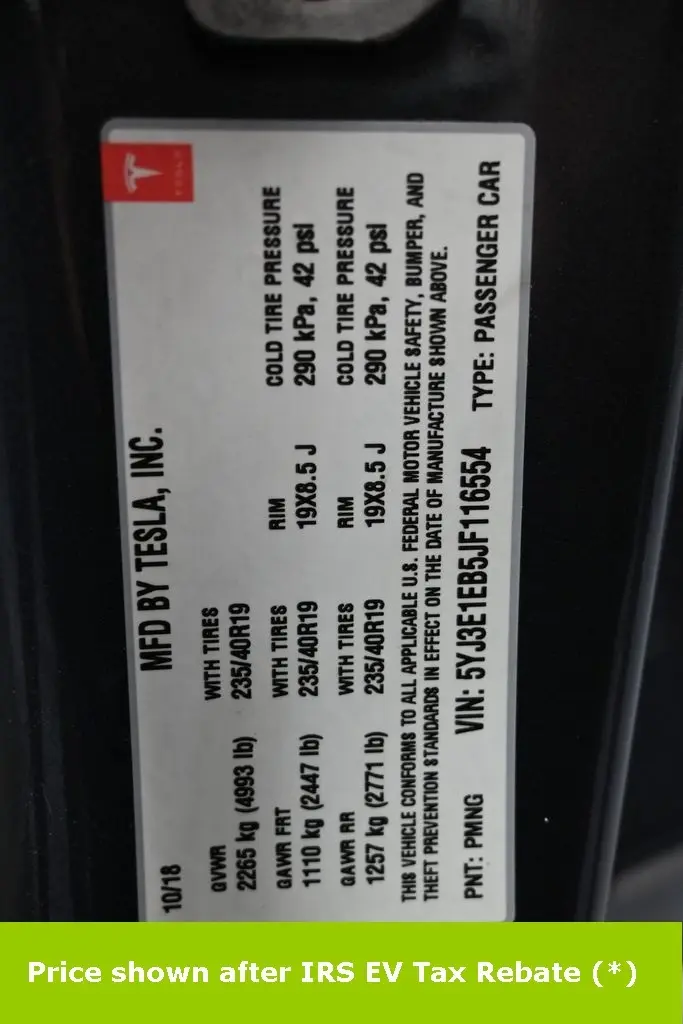 TESLA
MFD BY TESLA, INC.
10/18
GVWR WITH TIRES
2265 kg (4993 lb) 235/40R19
GAWR FRT WITH TIRES RIM COLD TIRE PRESSURE
1110 kg (2447 lb) 235/40R19 19X8.5 J 290 kPa, 42 psi
GAWR RR WITH TIRES RIM COLD TIRE PRESSURE
1257 kg (2771 lb) 235/40R19 19X8.5 J 290 kPa, 42 psi
THIS VEHICLE CONFORMS TO ALL APPLICABLE U.S. FEDERAL MOTOR VEHICLE SAFETY, BUMPER, AND
THEFT PREVENTION STANDARDS IN EFFECT ON THE DATE OF MANUFACTURE SHOWN ABOVE.
PNT: PMNG VIN: 5YJ3E1EB5JF116554 TYPE: PASSENGER CAR
Price shown after IRS EV Tax Rebate (*)